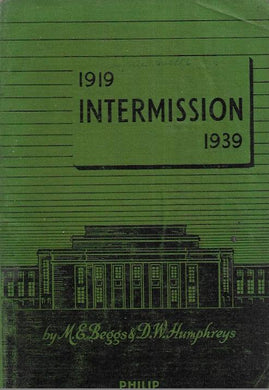 1919
INTERMISSION
1939
by M.E.Beggs & D.W.Humphreys
PHILIP